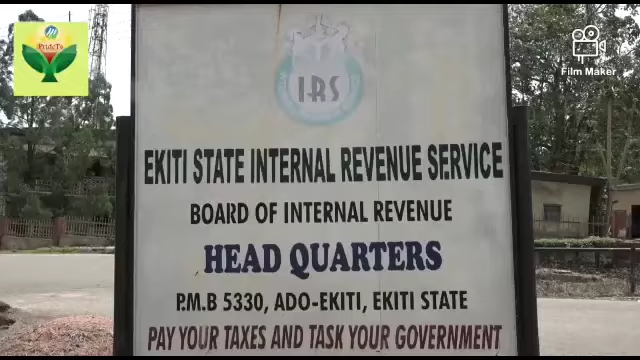 PrideTv
Film Maker
IRS
EKITI STATE INTERNAL REVENUE SERVICE
BOARD OF INTERNAL REVENUE
HEAD QUARTERS
P.M.B 5330, ADO-EKITI, EKITI STATE
PAY YOUR TAXES AND TASK YOUR GOVERNMENT